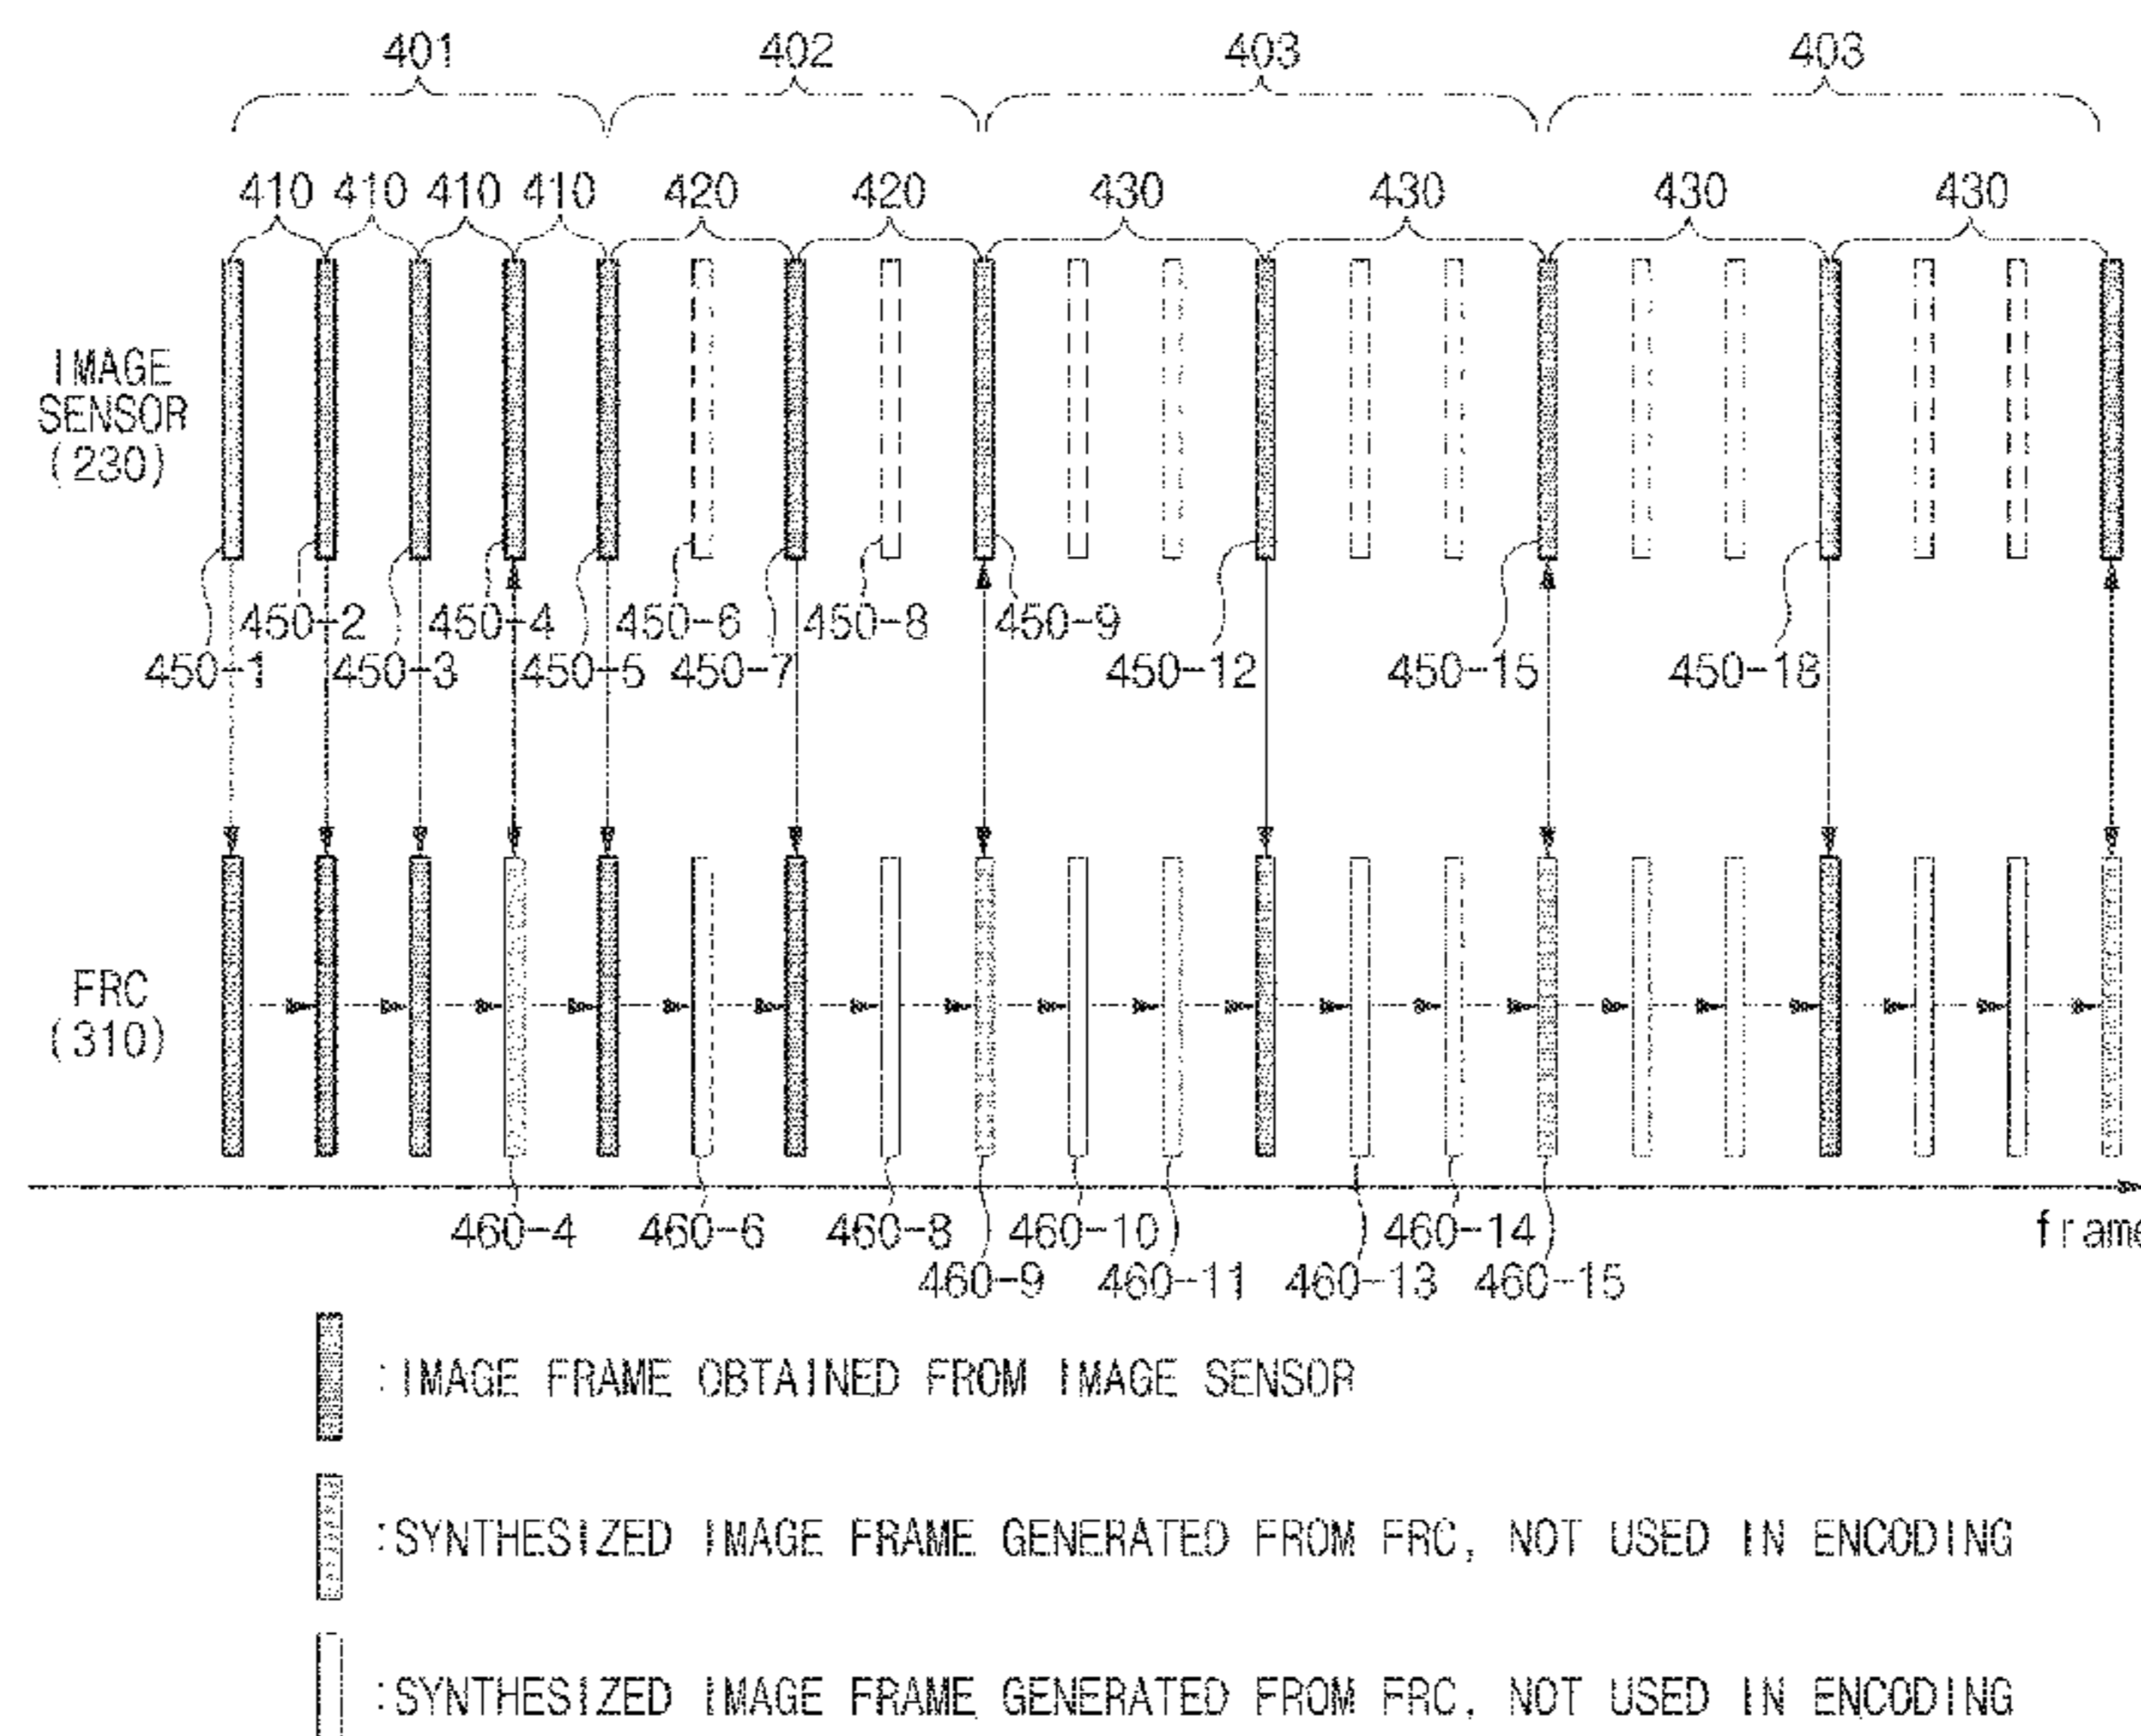 401 402 403 403
410 410 410 410 420 420 430 430 430 430
IMAGE
SENSOR
(230)
450-2 450-4 450-6 450-8 450-9
450-1 450-3 450-5 450-7 450-12 450-15 450-18
FRC
(310)
460-4 460-6 460-8 460-10 460-14 frame
460-9 460-11 460-13 460-15
:IMAGE FRAME OBTAINED FROM IMAGE SENSOR
:SYNTHESIZED IMAGE FRAME GENERATED FROM FRC, NOT USED IN ENCODING
:SYNTHESIZED IMAGE FRAME GENERATED FROM FRC, NOT USED IN ENCODING